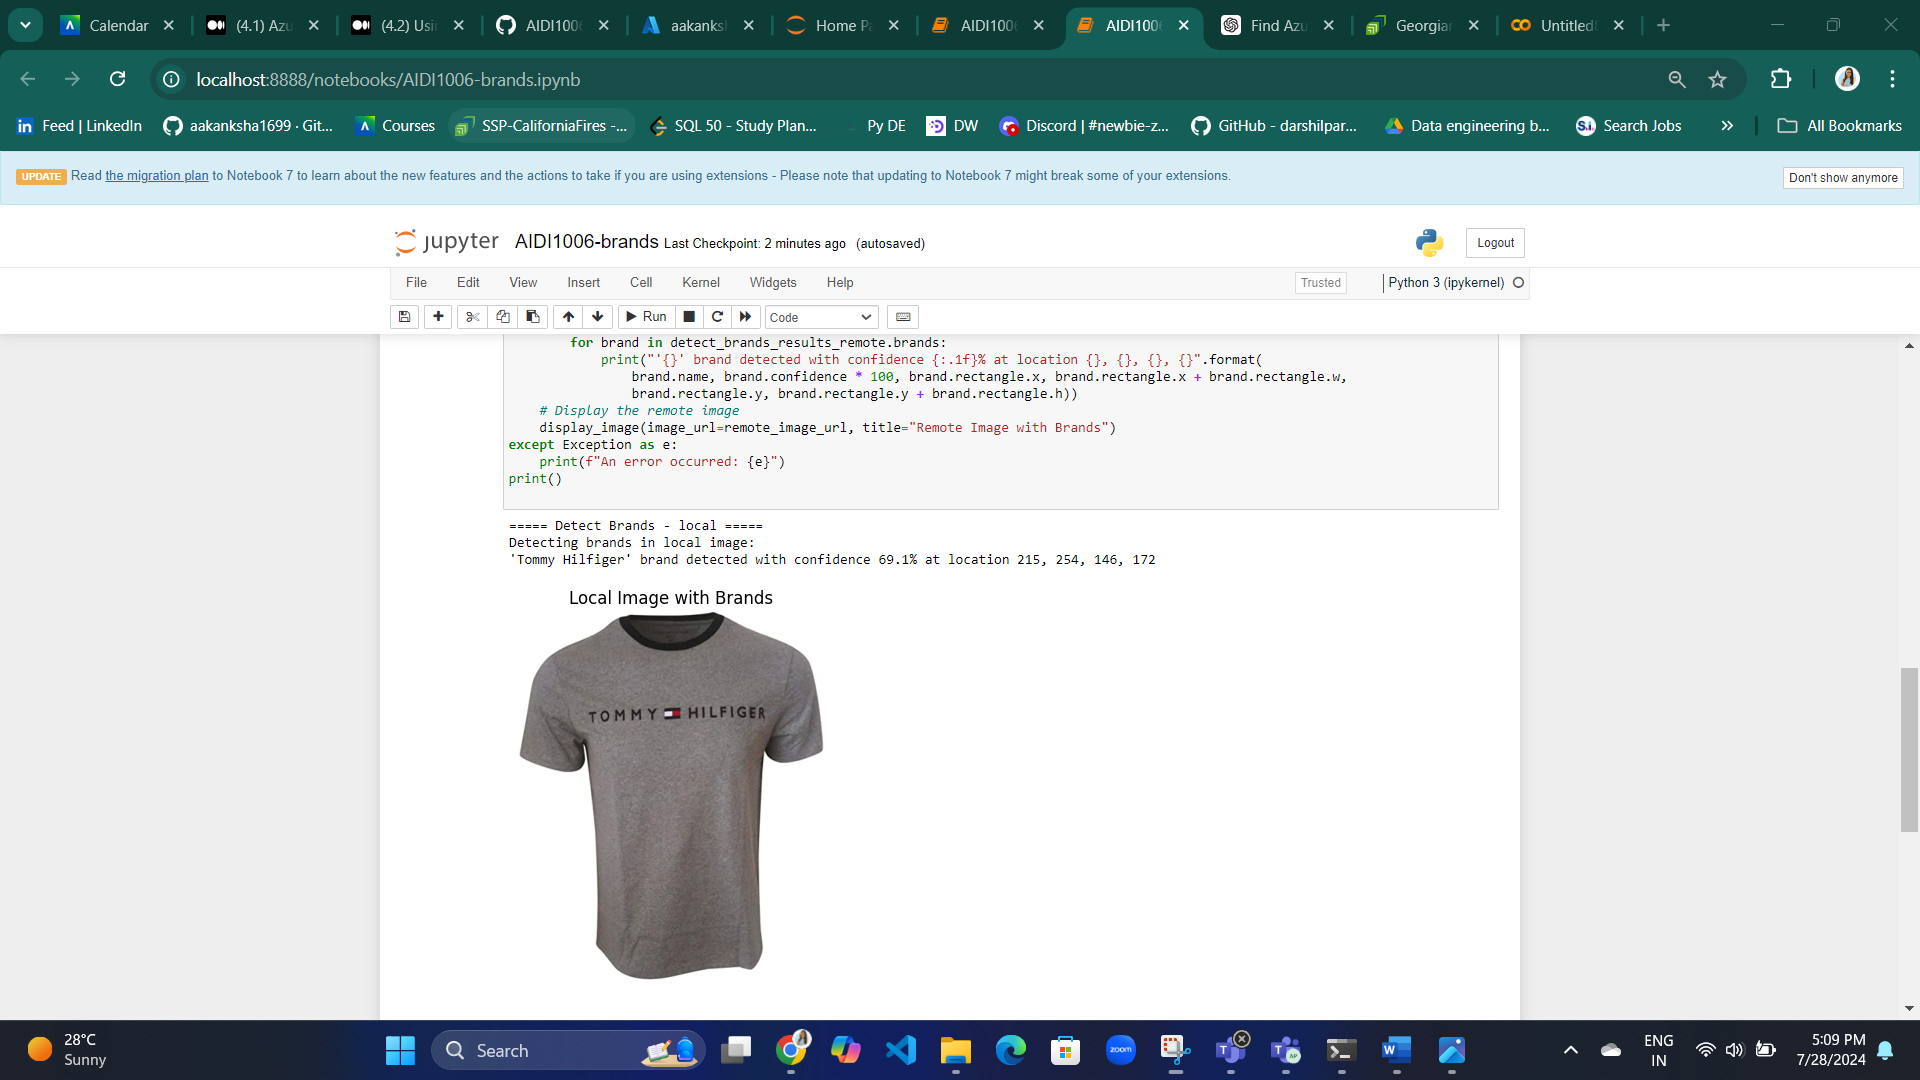 Calendar
(4.1) Azu
(4.2) Usin
AIDI100
aakanksh
Home Pa
AIDI1006
AIDI1006
Find Azu
Georgian
Untitled
localhost:8888/notebooks/AIDI1006-brands.ipynb
Feed | LinkedIn
aakanksha1699 · Git...
Courses
SSP-CaliforniaFires -...
SQL 50 - Study Plan...
Py DE
DW
Discord | #newbie-z...
GitHub - darshilpar...
Data engineering b...
Search Jobs
All Bookmarks
UPDATE Read the migration plan to Notebook 7 to learn about the new features and the actions to take if you are using extensions - Please note that updating to Notebook 7 might break some of your extensions.
Don't show anymore
jupyter AIDI1006-brands Last Checkpoint: 2 minutes ago (autosaved)
Logout
File Edit View Insert Cell Kernel Widgets Help
Trusted
Python 3 (ipykernel)
Run
Code
for brand in detect_brands_results_remote.brands:
print("'{}' brand detected with confidence {:.1f}% at location {}, {}, {}, {}".format(
brand.name, brand.confidence * 100, brand.rectangle.x, brand.rectangle.x + brand.rectangle.w,
brand.rectangle.y, brand.rectangle.y + brand.rectangle.h))
# Display the remote image
display_image(image_url=remote_image_url, title="Remote Image with Brands")
except Exception as e:
print(f"An error occurred: {e}")
print()
===== Detect Brands - local =====
Detecting brands in local image:
'Tommy Hilfiger' brand detected with confidence 69.1% at location 215, 254, 146, 172
Local Image with Brands
TOMMY HILFIGER
28°C
Sunny
Search
zoom
ENG
IN
5:09 PM
7/28/2024